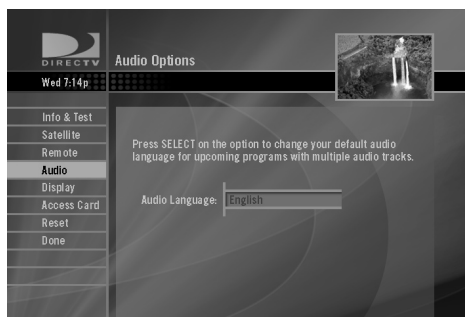 DIRECTV
Audio Options
Wed 7:14p
Info & Test
Satellite
Remote
Audio
Display
Access Card
Reset
Done
Press SELECT on the option to change your default audio
language for upcoming programs with multiple audio tracks.
Audio Language: English